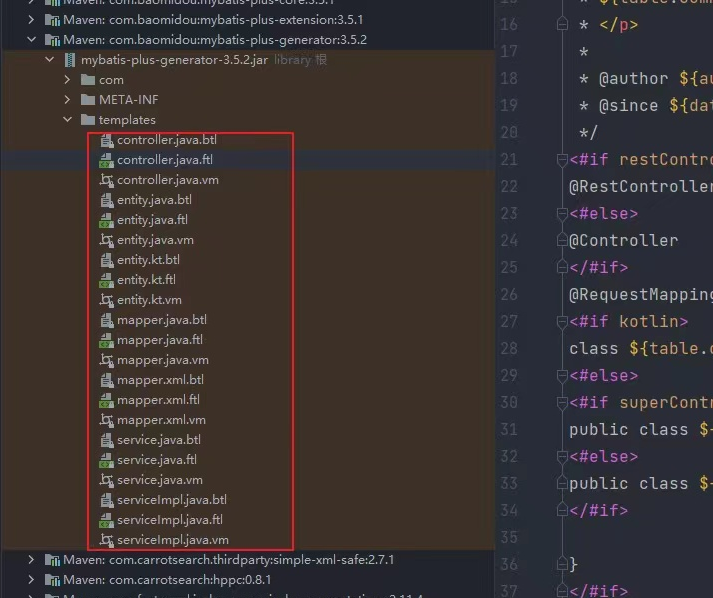 Maven: com.baomidou:mybatis-plus-core:3.5.1
Maven: com.baomidou:mybatis-plus-extension:3.5.1
Maven: com.baomidou:mybatis-plus-generator:3.5.2
mybatis-plus-generator-3.5.2.jar library 根
com
META-INF
templates
controller.java.btl
controller.java.ftl
controller.java.vm
entity.java.btl
entity.java.ftl
entity.java.vm
entity.kt.btl
entity.kt.ftl
entity.kt.vm
mapper.java.btl
mapper.java.ftl
mapper.java.vm
mapper.xml.btl
mapper.xml.ftl
mapper.xml.vm
service.java.btl
service.java.ftl
service.java.vm
serviceImpl.java.btl
serviceImpl.java.ftl
serviceImpl.java.vm
Maven: com.carrotsearch.thirdparty:simple-xml-safe:2.7.1
Maven: com.carrotsearch:hppc:0.8.1
16 * </p>
17 *
18 * @author ${au
19 * @since ${dat
20 */
21 <#if restContro
22 @RestController
23 <#else>
24 @Controller
25 </#if>
26 @RequestMapping
27 <#if kotlin>
28 class ${table.c
29 <#else>
30 <#if superContr
31 public class $
32 <#else>
33 public class $
34 </#if>
35
36 }
37 </#if>